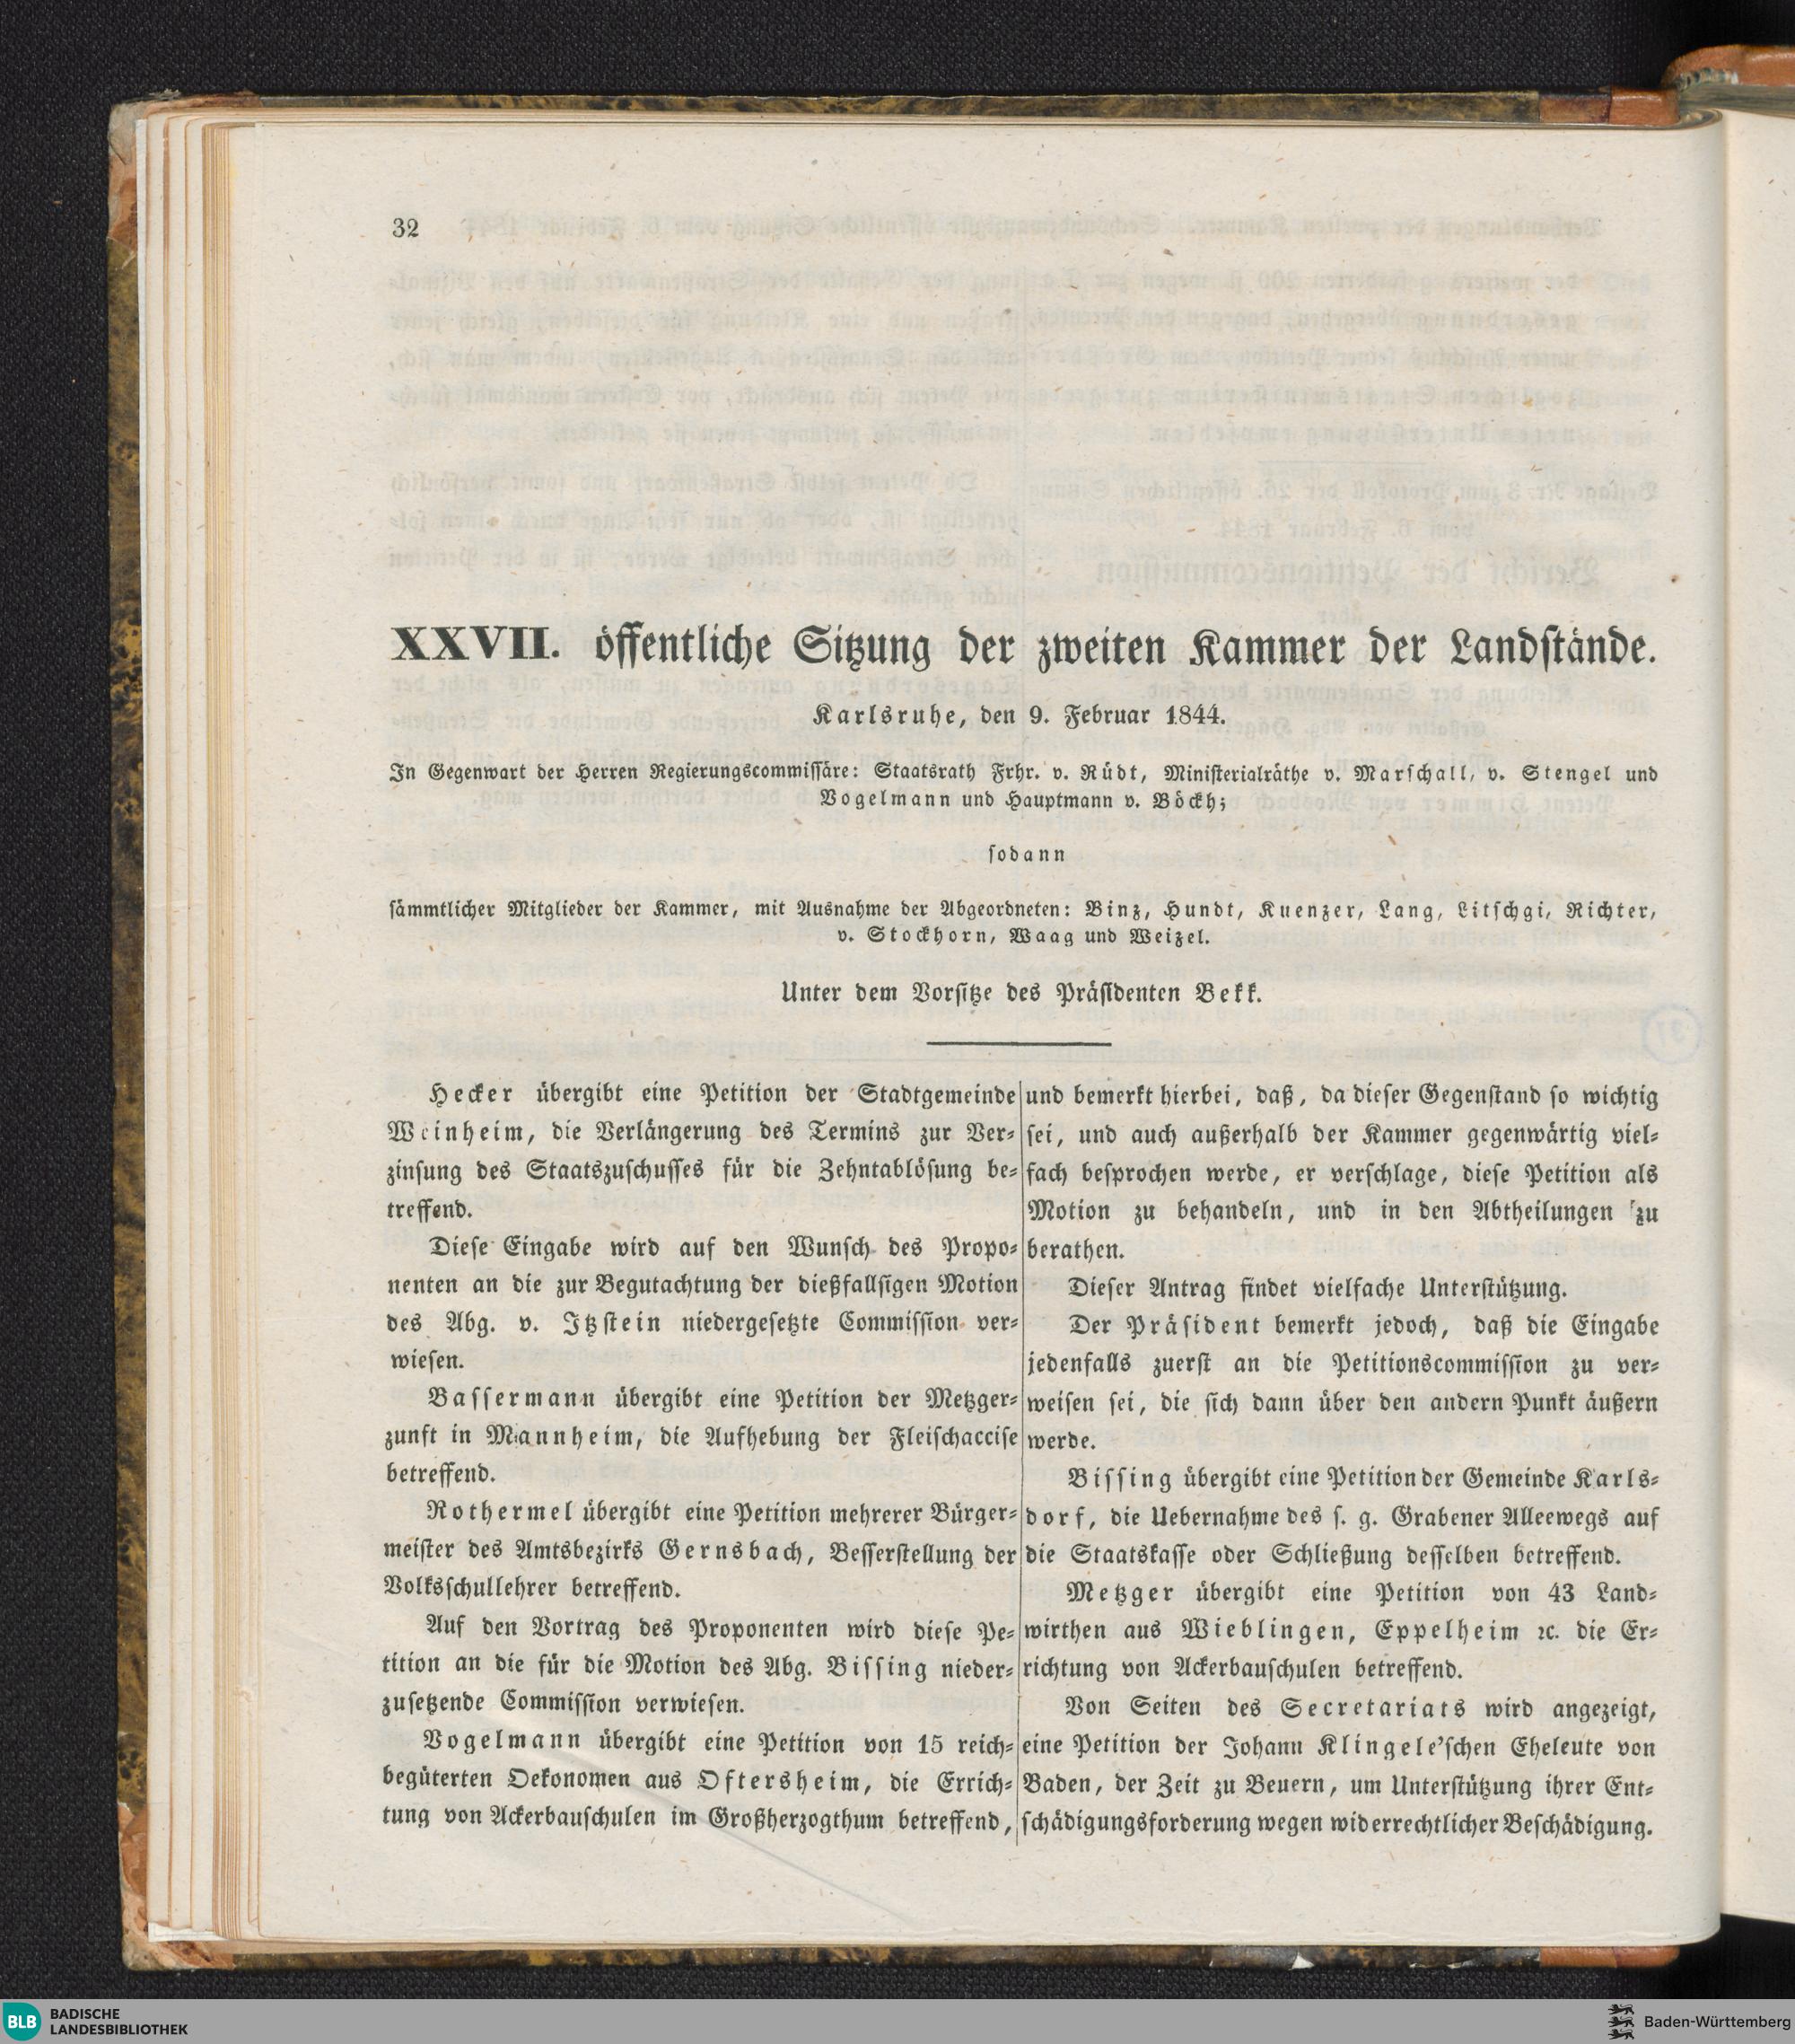 32
XXVII. öffentliche Sitzung der zweiten Kammer der Landstände.
Karlsruhe, den 9. Februar 1844.
In Gegenwart der Herren Regierungscommissäre: Staatsrath Frhr. v. Rüdt, Ministerialräthe v. Marschall, v. Stengel und
Vogelmann und Hauptmann v. Böckh;
sodann
sämmtlicher Mitglieder der Kammer, mit Ausnahme der Abgeordneten: Binz, Hundt, Kuenzer, Lang, Litschgi, Richter,
v. Stockhorn, Waag und Weizel.
Unter dem Vorsitze des Präsidenten Bekk.
Hecker übergibt eine Petition der Stadtgemeinde
Weinheim, die Verlängerung des Termins zur Ver-
zinsung des Staatszuschusses für die Zehntablösung be-
treffend.
Diese Eingabe wird auf den Wunsch des Propo-
nenten an die zur Begutachtung der dießfallsigen Motion
des Abg. v. Itzstein niedergesetzte Commission ver-
wiesen.
Bassermann übergibt eine Petition der Metzger-
zunft in Mannheim, die Aufhebung der Fleischaccise
betreffend.
Rothermel übergibt eine Petition mehrerer Bürger-
meister des Amtsbezirks Gernsbach, Besserstellung der
Volksschullehrer betreffend.
Auf den Vortrag des Proponenten wird diese Pe-
tition an die für die Motion des Abg. Bissing nieder-
zusetzende Commission verwiesen.
Vogelmann übergibt eine Petition von 15 reich-
begüterten Oekonomen aus Oftersheim, die Errich-
tung von Ackerbauschulen im Großherzogthum betreffend,
und bemerkt hierbei, daß, da dieser Gegenstand so wichtig
sei, und auch außerhalb der Kammer gegenwärtig viel-
fach besprochen werde, er verschlage, diese Petition als
Motion zu behandeln, und in den Abtheilungen zu
berathen.
Dieser Antrag findet vielfache Unterstützung.
Der Präsident bemerkt jedoch, daß die Eingabe
jedenfalls zuerst an die Petitionscommission zu ver-
weisen sei, die sich dann über den andern Punkt äußern
werde.
Bissing übergibt eine Petition der Gemeinde Karls-
dorf, die Uebernahme des s. g. Grabener Alleewegs auf
die Staatskasse oder Schließung desselben betreffend.
Metzger übergibt eine Petition von 43 Land-
wirthen aus Wieblingen, Eppelheim ꝛc. die Er-
richtung von Ackerbauschulen betreffend.
Von Seiten des Secretariats wird angezeigt,
eine Petition der Johann Klingele'schen Eheleute von
Baden, der Zeit zu Beuern, um Unterstützung ihrer Ent-
schädigungsforderung wegen widerrechtlicher Beschädigung.
BLB BADISCHE
LANDESBIBLIOTHEK
Baden-Württemberg